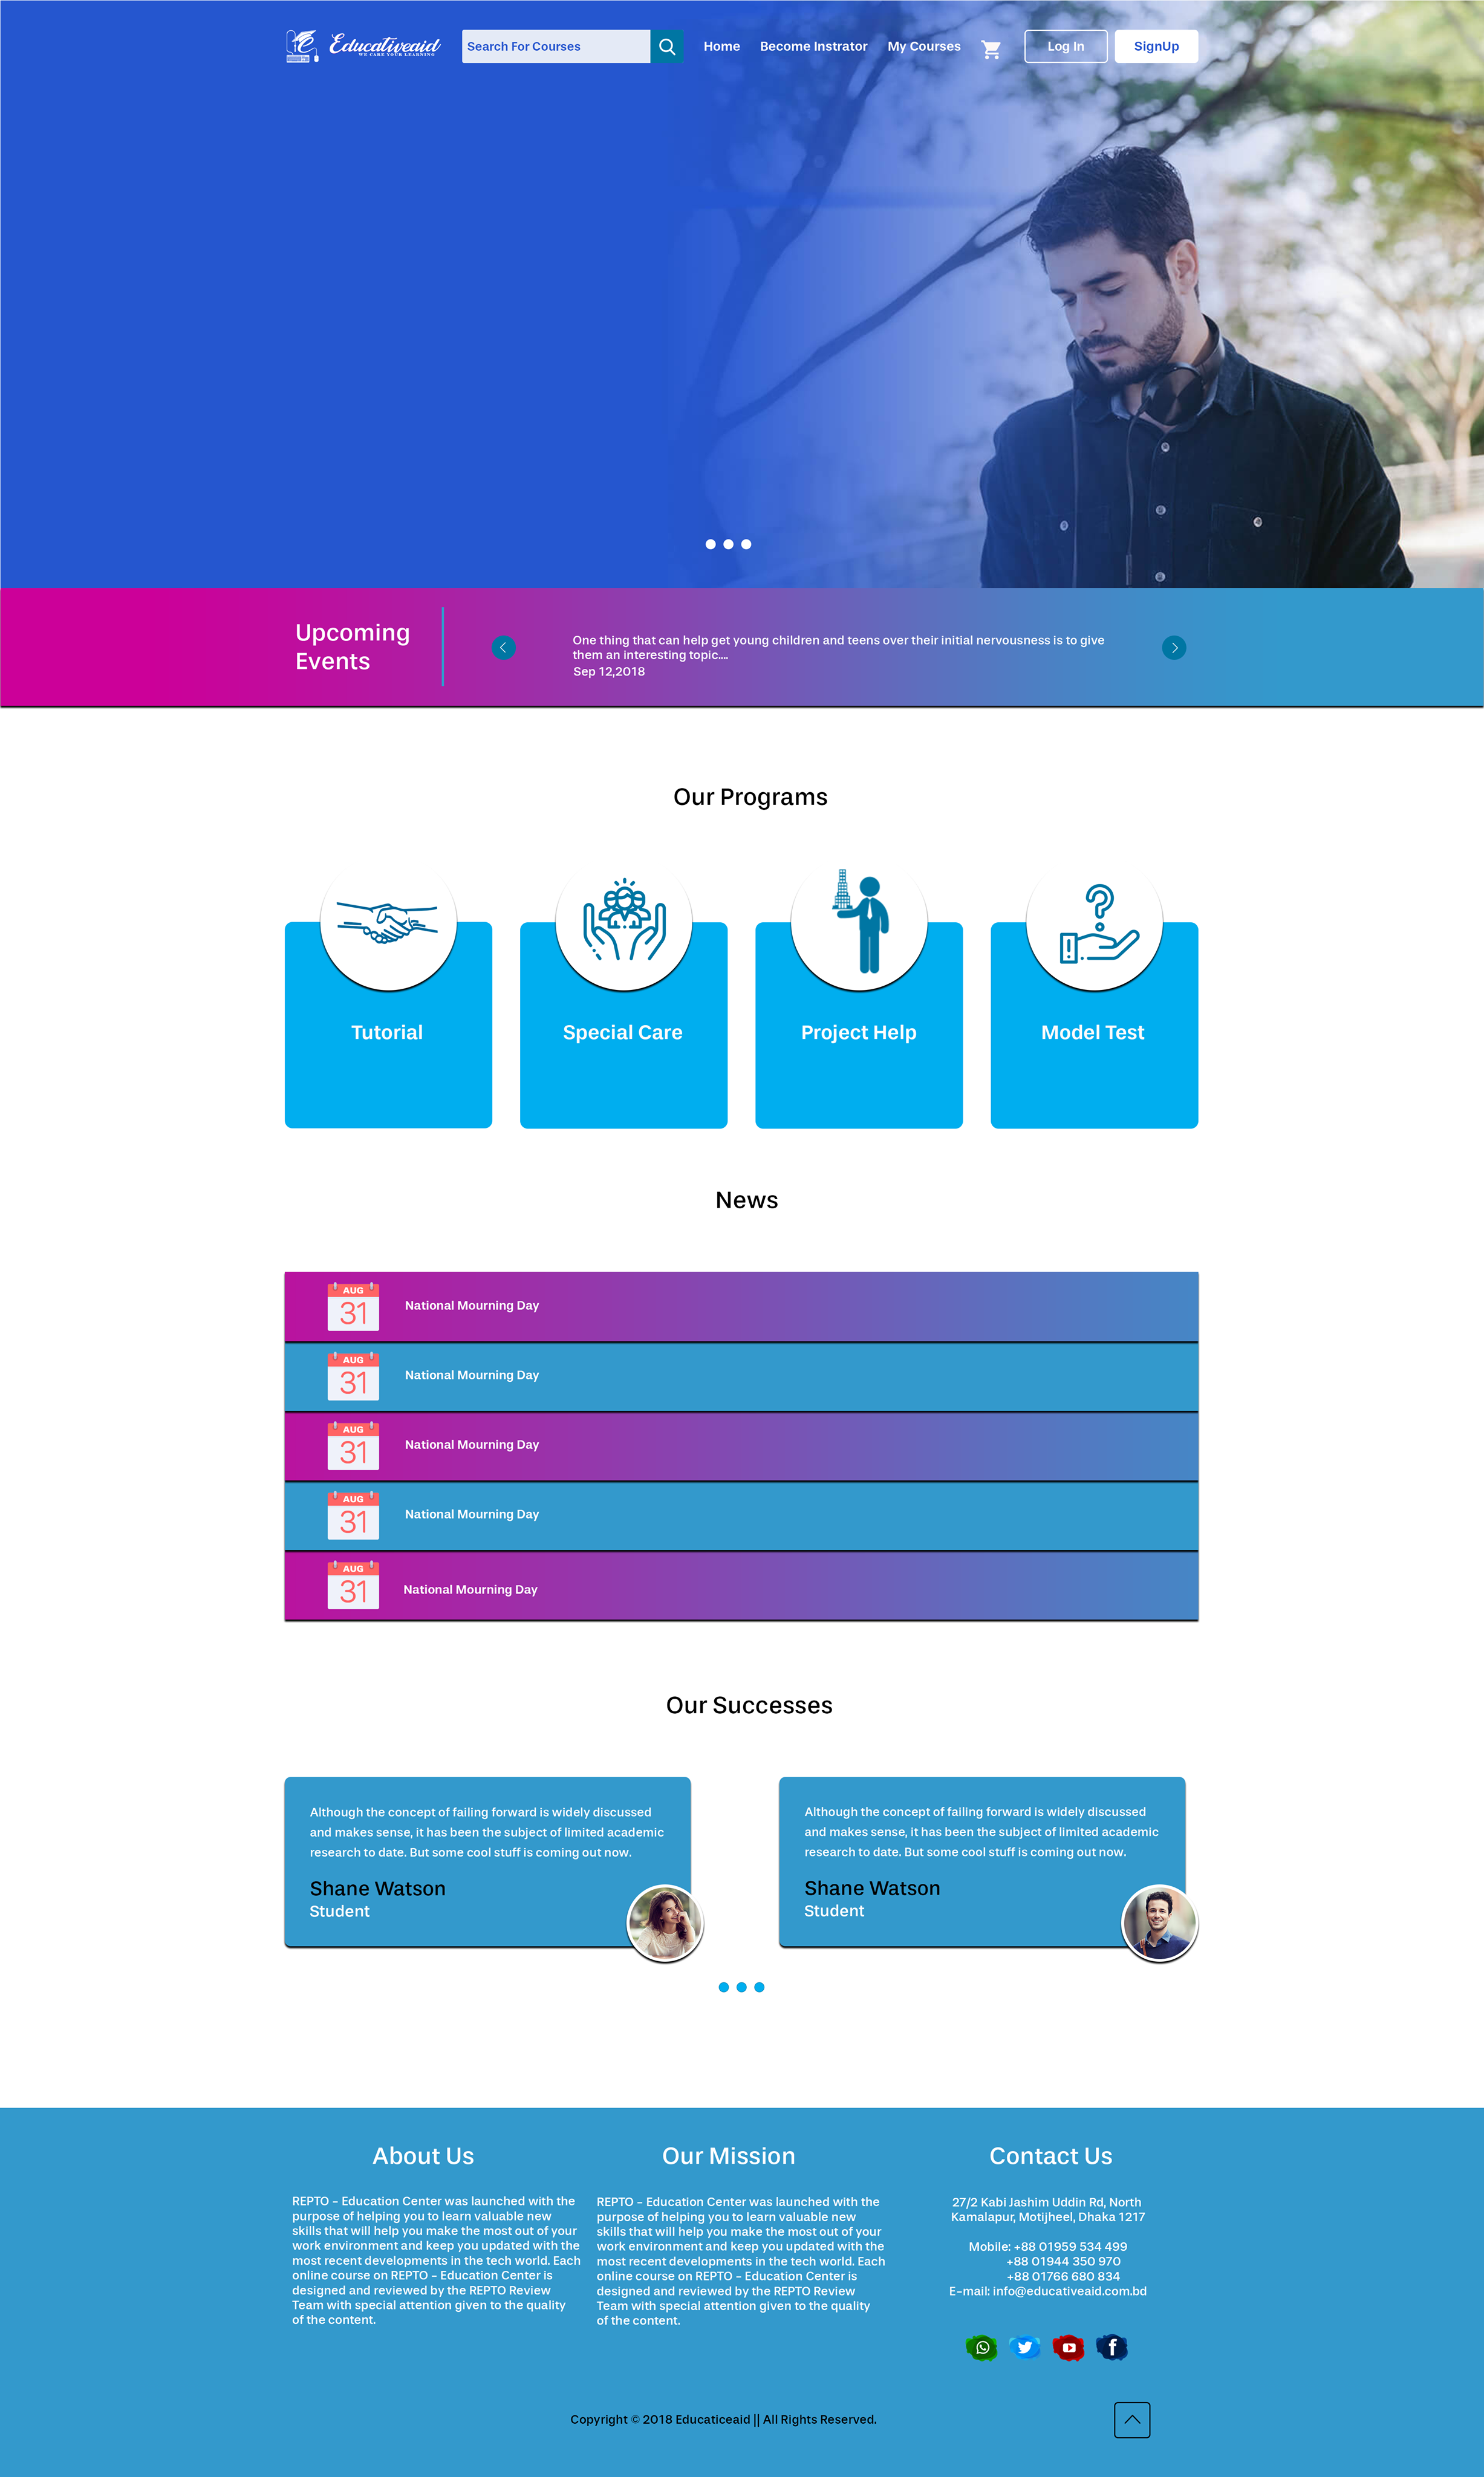 Educativeaid
WE CARE YOUR LEARNING
Search For Courses
Home
Become Instrator
My Courses
Log In
SignUp
Upcoming
Events
One thing that can help get young children and teens over their initial nervousness is to give
them an interesting topic....
Sep 12,2018
Our Programs
Tutorial
Special Care
Project Help
Model Test
News
AUG
31
National Mourning Day
AUG
31
National Mourning Day
AUG
31
National Mourning Day
AUG
31
National Mourning Day
AUG
31
National Mourning Day
Our Successes
Although the concept of failing forward is widely discussed
and makes sense, it has been the subject of limited academic
research to date. But some cool stuff is coming out now.
Shane Watson
Student
Although the concept of failing forward is widely discussed
and makes sense, it has been the subject of limited academic
research to date. But some cool stuff is coming out now.
Shane Watson
Student
About Us
REPTO - Education Center was launched with the
purpose of helping you to learn valuable new
skills that will help you make the most out of your
work environment and keep you updated with the
most recent developments in the tech world. Each
online course on REPTO - Education Center is
designed and reviewed by the REPTO Review
Team with special attention given to the quality
of the content.
Our Mission
REPTO - Education Center was launched with the
purpose of helping you to learn valuable new
skills that will help you make the most out of your
work environment and keep you updated with the
most recent developments in the tech world. Each
online course on REPTO - Education Center is
designed and reviewed by the REPTO Review
Team with special attention given to the quality
of the content.
Contact Us
27/2 Kabi Jashim Uddin Rd, North
Kamalapur, Motijheel, Dhaka 1217
Mobile: +88 01959 534 499
+88 01944 350 970
+88 01766 680 834
E-mail: info@educativeaid.com.bd
Copyright © 2018 Educaticeaid || All Rights Reserved.